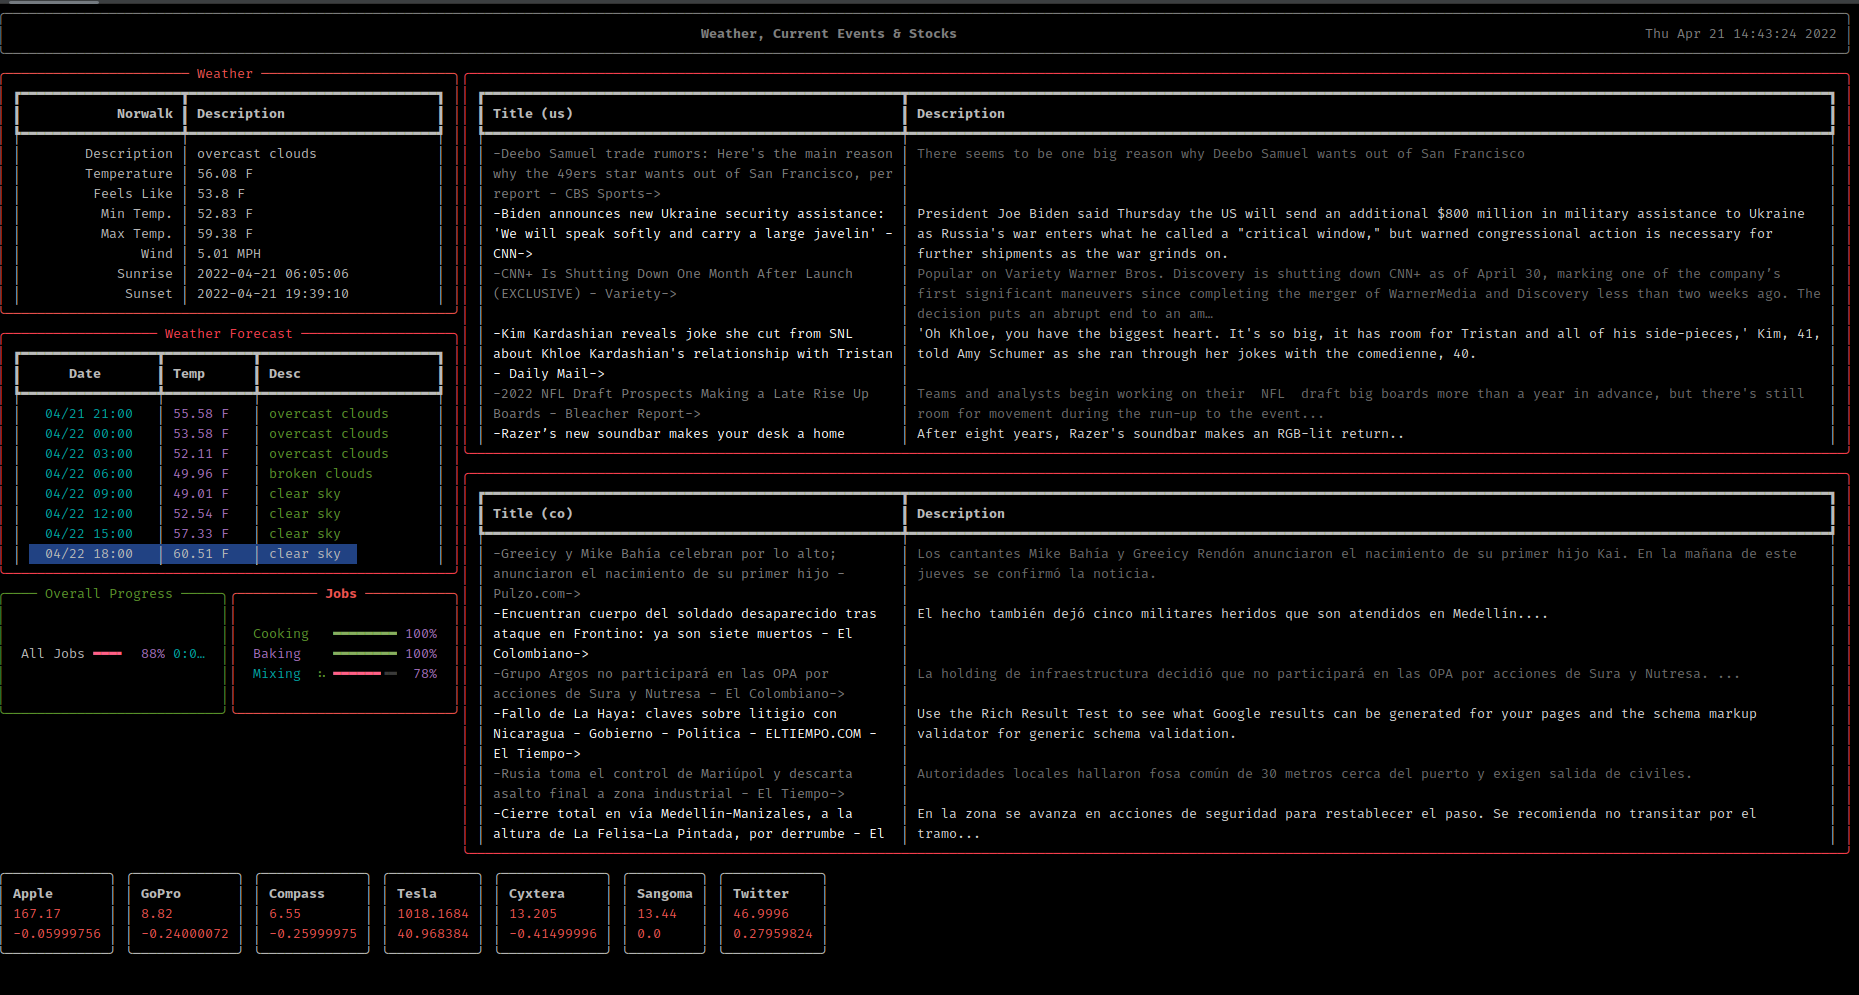 Weather, Current Events & Stocks
Thu Apr 21 14:43:24 2022
Weather
Norwalk Description
Description overcast clouds
Temperature 56.08 F
Feels Like 53.8 F
Min Temp. 52.83 F
Max Temp. 59.38 F
Wind 5.01 MPH
Sunrise 2022-04-21 06:05:06
Sunset 2022-04-21 19:39:10
Weather Forecast
Date Temp Desc
04/21 21:00 55.58 F overcast clouds
04/22 00:00 53.58 F overcast clouds
04/22 03:00 52.11 F overcast clouds
04/22 06:00 49.96 F broken clouds
04/22 09:00 49.01 F clear sky
04/22 12:00 52.54 F clear sky
04/22 15:00 57.33 F clear sky
04/22 18:00 60.51 F clear sky
Overall Progress
All Jobs 88% 0:0…
Jobs
Cooking 100%
Baking 100%
Mixing 78%
Title (us) Description
-Deebo Samuel trade rumors: Here's the main reason
why the 49ers star wants out of San Francisco, per
report - CBS Sports->
There seems to be one big reason why Deebo Samuel wants out of San Francisco
-Biden announces new Ukraine security assistance:
'We will speak softly and carry a large javelin' -
CNN->
President Joe Biden said Thursday the US will send an additional $800 million in military assistance to Ukraine
as Russia's war enters what he called a "critical window," but warned congressional action is necessary for
further shipments as the war grinds on.
-CNN+ Is Shutting Down One Month After Launch
(EXCLUSIVE) - Variety->
Popular on Variety Warner Bros. Discovery is shutting down CNN+ as of April 30, marking one of the company’s
first significant maneuvers since completing the merger of WarnerMedia and Discovery less than two weeks ago. The
decision puts an abrupt end to an am…
-Kim Kardashian reveals joke she cut from SNL
about Khloe Kardashian's relationship with Tristan
- Daily Mail->
'Oh Khloe, you have the biggest heart. It's so big, it has room for Tristan and all of his side-pieces,' Kim, 41,
told Amy Schumer as she ran through her jokes with the comedienne, 40.
-2022 NFL Draft Prospects Making a Late Rise Up
Boards - Bleacher Report->
Teams and analysts begin working on their  NFL  draft big boards more than a year in advance, but there's still
room for movement during the run-up to the event...
-Razer’s new soundbar makes your desk a home
After eight years, Razer's soundbar makes an RGB-lit return..
Title (co) Description
-Greeicy y Mike Bahía celebran por lo alto;
anunciaron el nacimiento de su primer hijo -
Pulzo.com->
Los cantantes Mike Bahía y Greeicy Rendón anunciaron el nacimiento de su primer hijo Kai. En la mañana de este
jueves se confirmó la noticia.
-Encuentran cuerpo del soldado desaparecido tras
ataque en Frontino: ya son siete muertos - El
Colombiano->
El hecho también dejó cinco militares heridos que son atendidos en Medellín....
-Grupo Argos no participará en las OPA por
acciones de Sura y Nutresa - El Colombiano->
La holding de infraestructura decidió que no participará en las OPA por acciones de Sura y Nutresa. ...
-Fallo de La Haya: claves sobre litigio con
Nicaragua - Gobierno - Política - ELTIEMPO.COM -
El Tiempo->
Use the Rich Result Test to see what Google results can be generated for your pages and the schema markup
validator for generic schema validation.
-Rusia toma el control de Mariúpol y descarta
asalto final a zona industrial - El Tiempo->
Autoridades locales hallaron fosa común de 30 metros cerca del puerto y exigen salida de civiles.
-Cierre total en vía Medellín-Manizales, a la
altura de La Felisa-La Pintada, por derrumbe - El
En la zona se avanza en acciones de seguridad para restablecer el paso. Se recomienda no transitar por el
tramo...
Apple
167.17
-0.05999756
GoPro
8.82
-0.24000072
Compass
6.55
-0.25999975
Tesla
1018.1684
40.968384
Cyxtera
13.205
-0.41499996
Sangoma
13.44
0.0
Twitter
46.9996
0.27959824